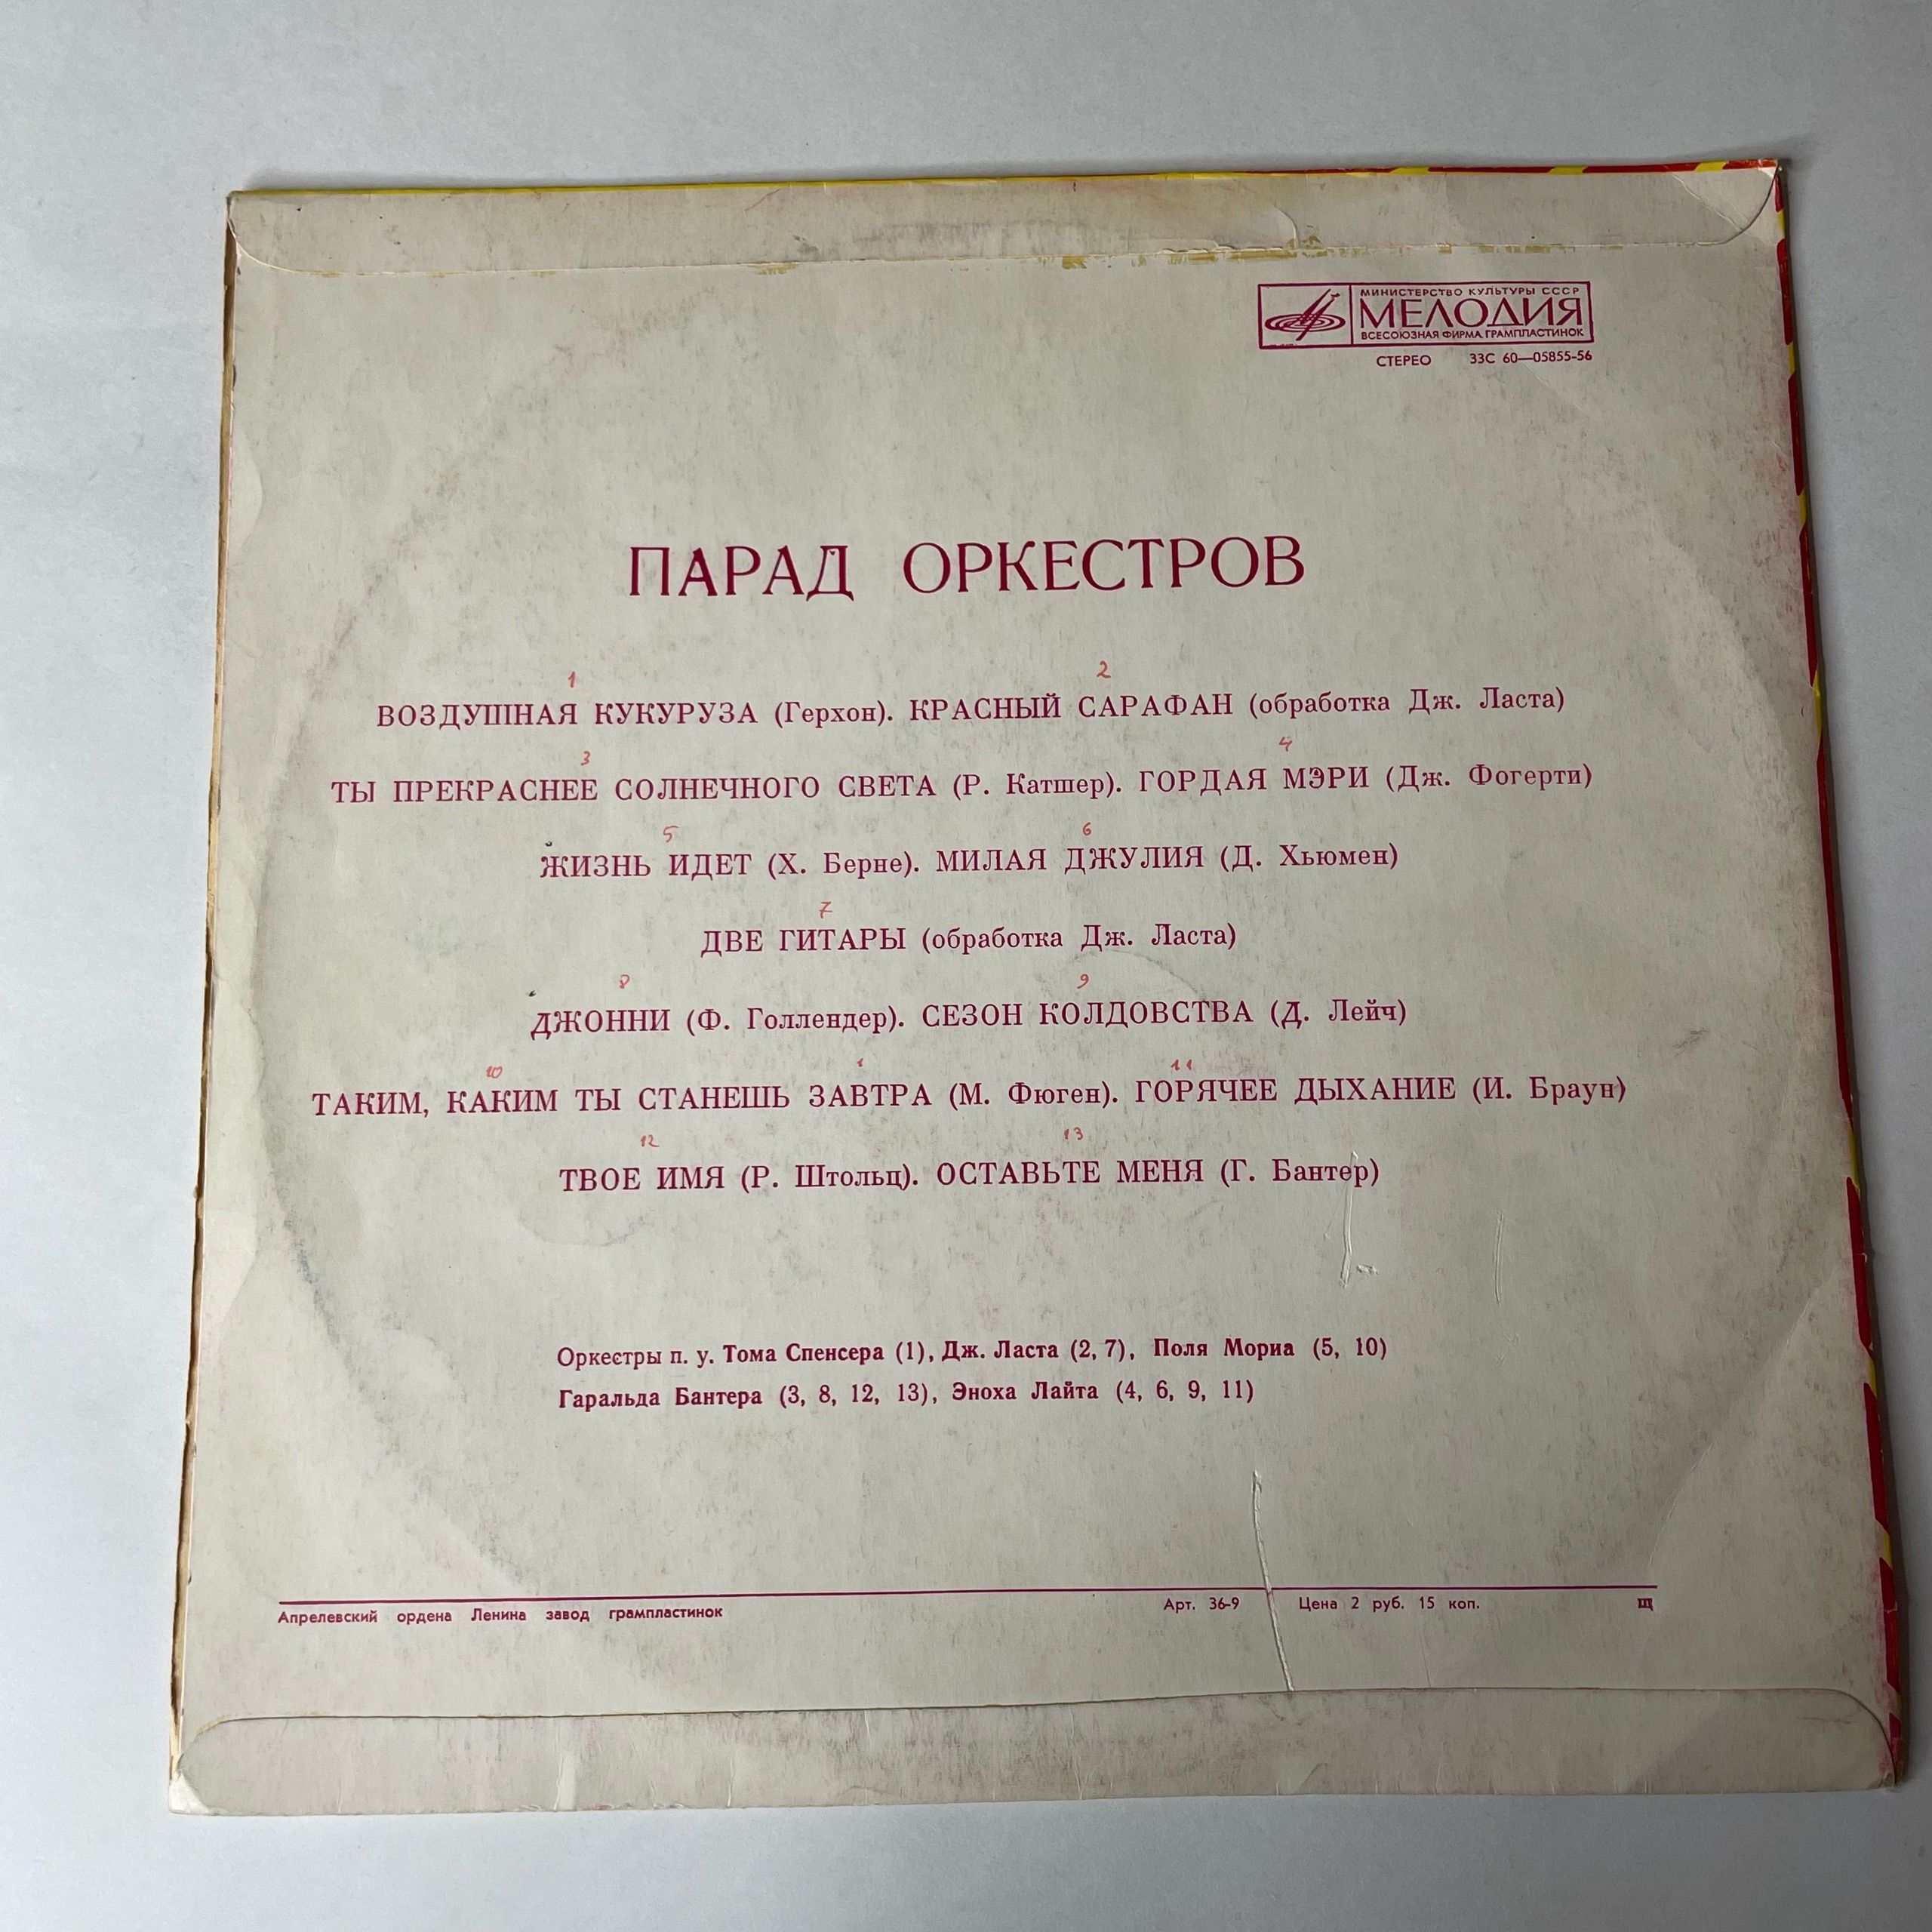 МИНИСТЕРСТВО КУЛЬТУРЫ СССР
МЕЛОДИЯ
ВСЕСОЮЗНАЯ ФИРМА ГРАМПЛАСТИНОК
СТЕРЕО 33С 60—05855-56
ПАРАД ОРКЕСТРОВ
1 2
ВОЗДУШНАЯ КУКУРУЗА (Герхон). КРАСНЫЙ САРАФАН (обработка Дж. Ласта)
3 4
ТЫ ПРЕКРАСНЕЕ СОЛНЕЧНОГО СВЕТА (Р. Катшер). ГОРДАЯ МЭРИ (Дж. Фогерти)
5 6
ЖИЗНЬ ИДЕТ (Х. Берне). МИЛАЯ ДЖУЛИЯ (Д. Хьюмен)
7
ДВЕ ГИТАРЫ (обработка Дж. Ласта)
8 9
ДЖОННИ (Ф. Голлендер). СЕЗОН КОЛДОВСТВА (Д. Лейч)
10 1 11
ТАКИМ, КАКИМ ТЫ СТАНЕШЬ ЗАВТРА (М. Фюген). ГОРЯЧЕЕ ДЫХАНИЕ (И. Браун)
12 13
ТВОЕ ИМЯ (Р. Штольц). ОСТАВЬТЕ МЕНЯ (Г. Бантер)
Оркестры п. у. Тома Спенсера (1), Дж. Ласта (2, 7), Поля Мориа (5, 10)
Гаральда Бантера (3, 8, 12, 13), Эноха Лайта (4, 6, 9, 11)
Апрелевский ордена Ленина завод грампластинок Арт. 36-9 Цена 2 руб. 15 коп. Щ